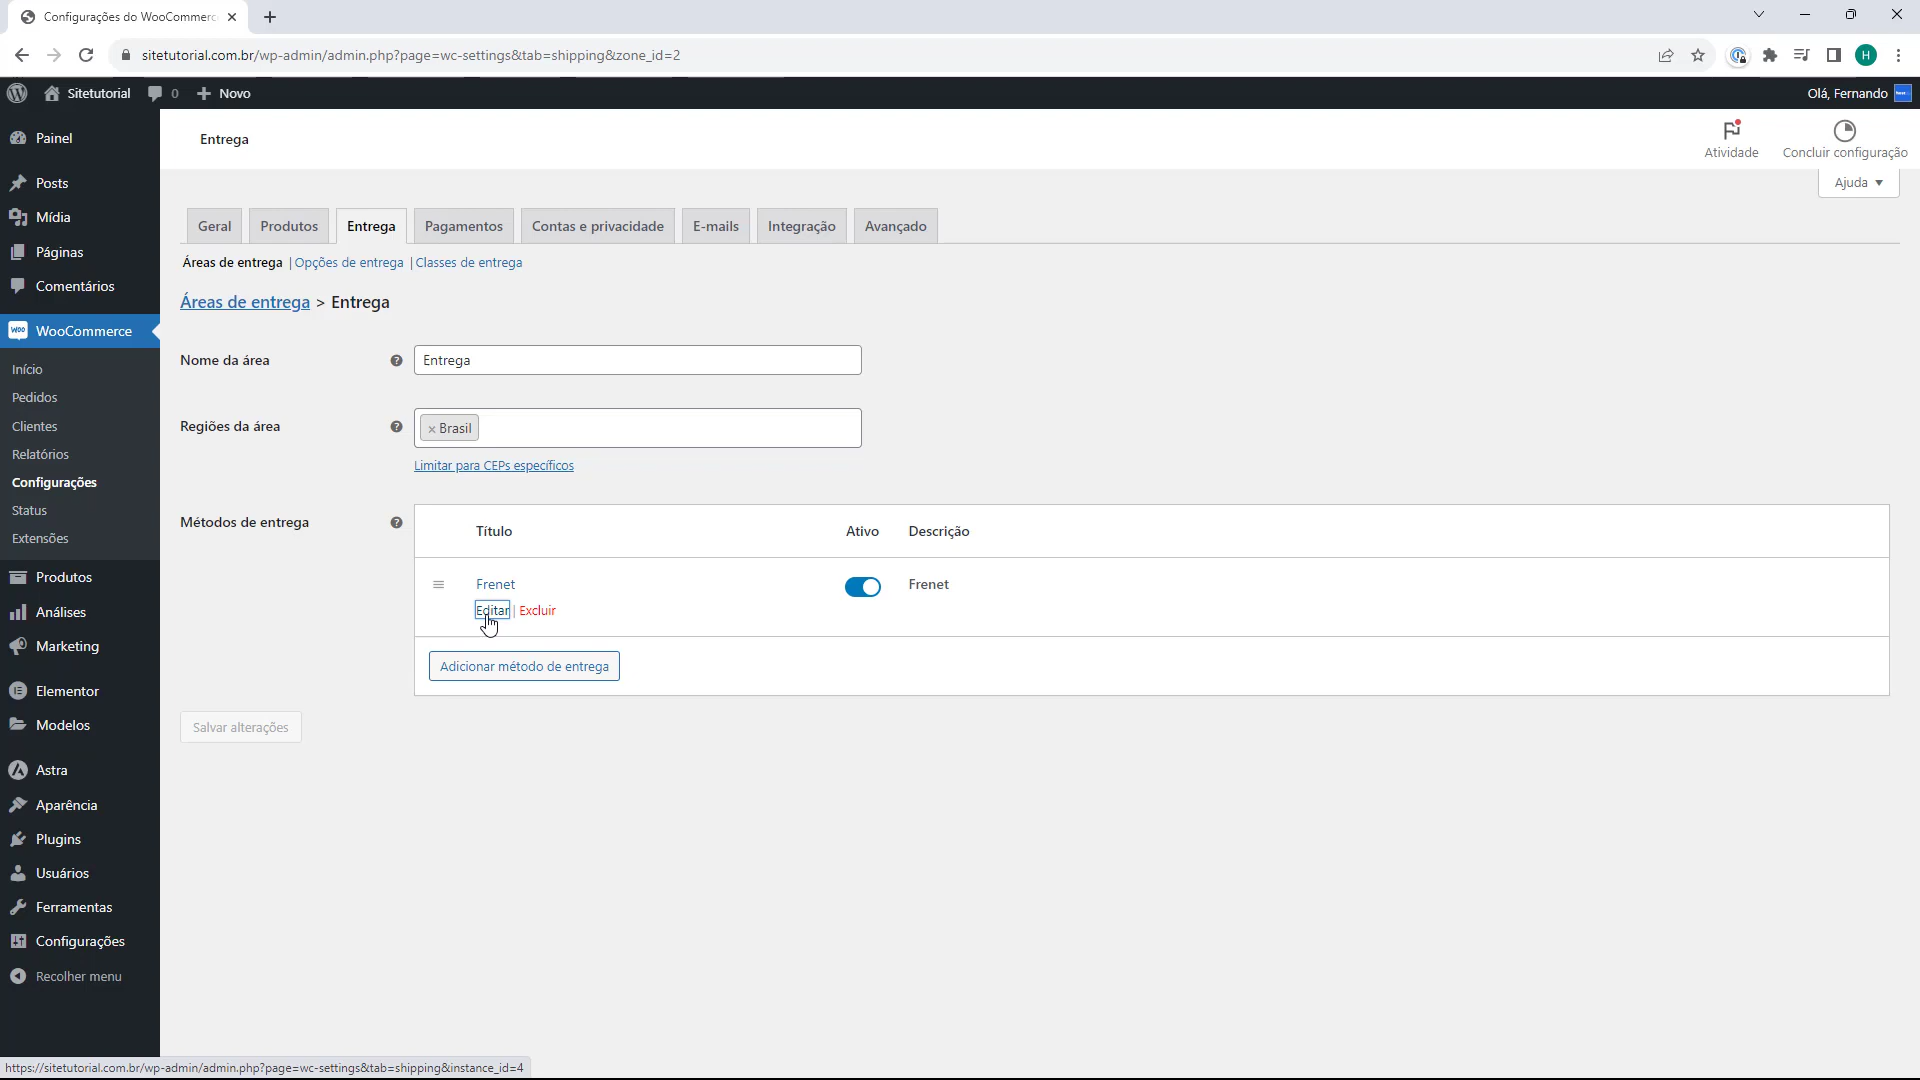 Configurações do WooCommerc
sitetutorial.com.br/wp-admin/admin.php?page=wc-settings&tab=shipping&zone_id=2
H
Sitetutorial 0 Novo
Olá, Fernando
Painel
Posts
Mídia
Páginas
Comentários
Woo WooCommerce
Início
Pedidos
Clientes
Relatórios
Configurações
Status
Extensões
Produtos
Análises
Marketing
Elementor
Modelos
Astra
Aparência
Plugins
Usuários
Ferramentas
Configurações
Recolher menu
Entrega
Atividade
Concluir configuração
Ajuda
Geral Produtos Entrega Pagamentos Contas e privacidade E-mails Integração Avançado
Áreas de entrega | Opções de entrega | Classes de entrega
Áreas de entrega > Entrega
Nome da área ? Entrega
Regiões da área ? × Brasil
Limitar para CEPs específicos
Métodos de entrega ?
Título Ativo Descrição
Frenet Frenet
Editar | Excluir
Adicionar método de entrega
Salvar alterações
https://sitetutorial.com.br/wp-admin/admin.php?page=wc-settings&tab=shipping&instance_id=4